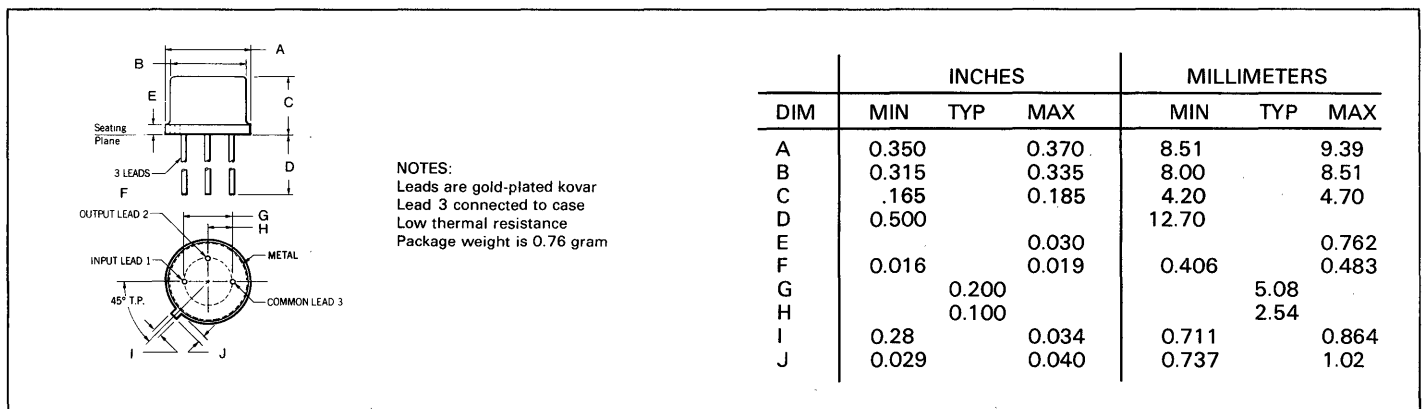 A
B
E
C
Seating
Plane
3 LEADS
D
F
OUTPUT LEAD 2
G
H
INPUT LEAD 1
METAL
45° T.P.
COMMON LEAD 3
I
J
NOTES:
Leads are gold-plated kovar
Lead 3 connected to case
Low thermal resistance
Package weight is 0.76 gram
INCHES MILLIMETERS
DIM MIN TYP MAX MIN TYP MAX
A 0.350 0.370 8.51 9.39
B 0.315 0.335 8.00 8.51
C .165 0.185 4.20 4.70
D 0.500 12.70
E 0.030 0.762
F 0.016 0.019 0.406 0.483
G 0.200 5.08
H 0.100 2.54
I 0.28 0.034 0.711 0.864
J 0.029 0.040 0.737 1.02